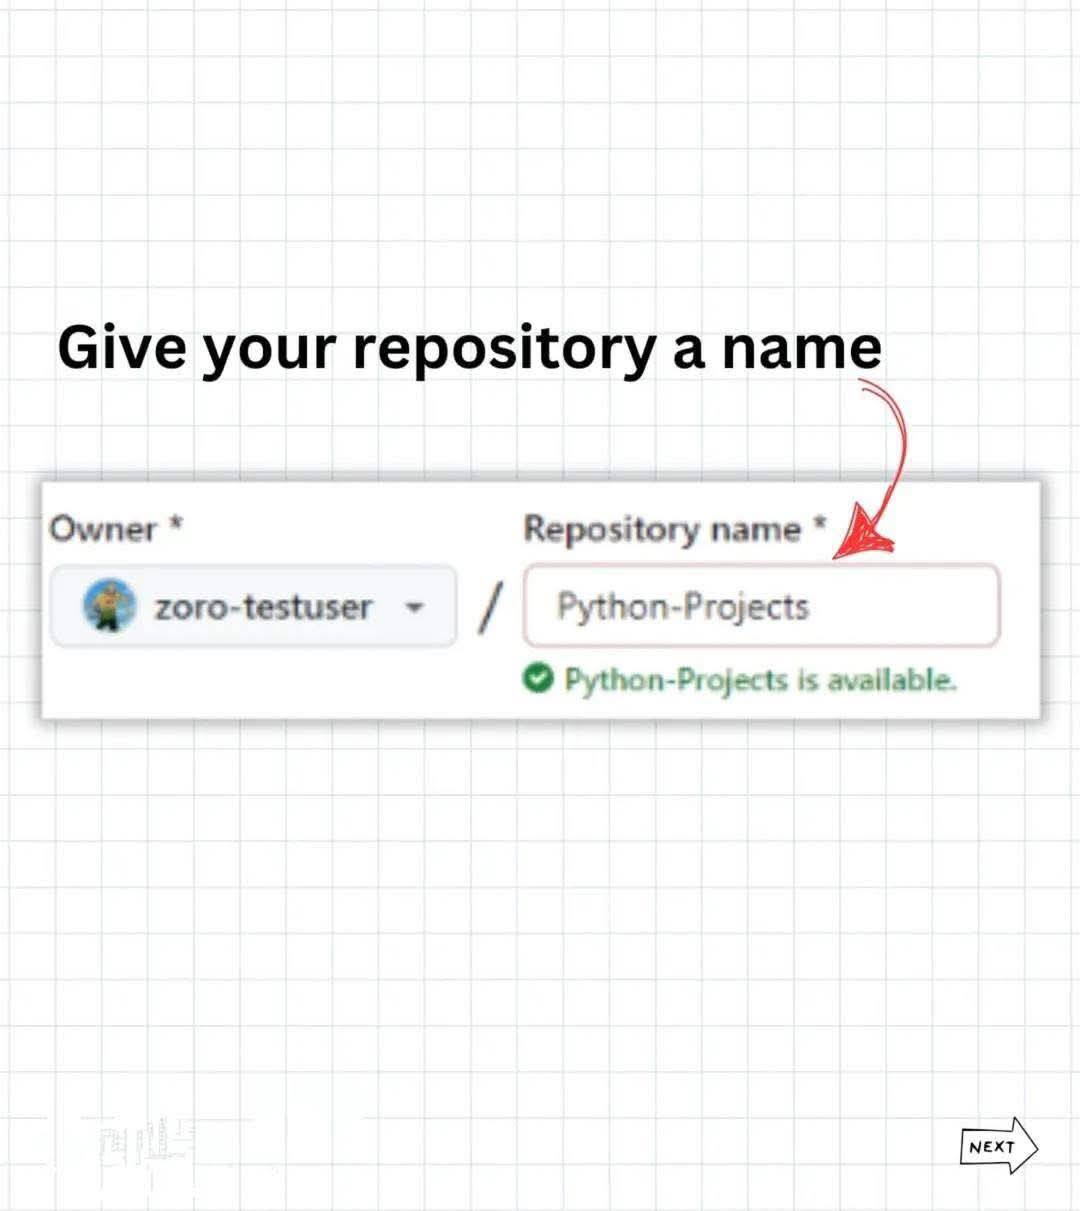 Give your repository a name
Owner *
Repository name *
zoro-testuser
/
Python-Projects
Python-Projects is available.
NEXT